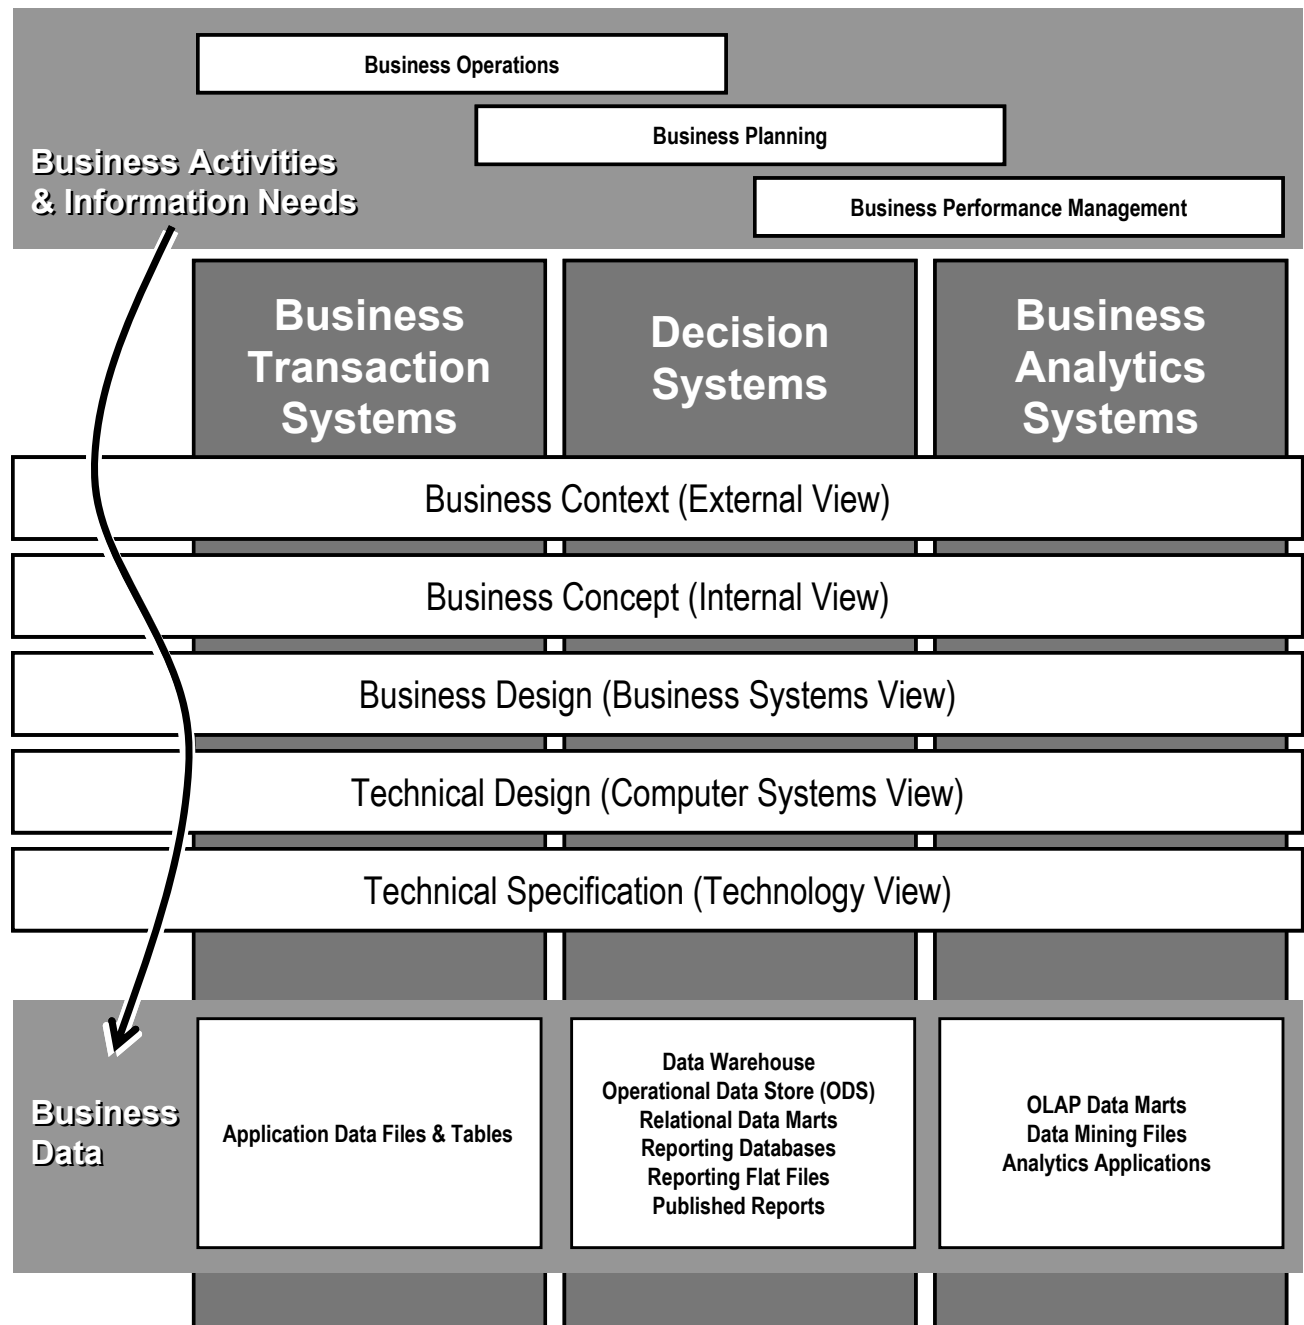 Business Operations
Business Planning
Business Activities
& Information Needs
Business Performance Management
Business
Transaction
Systems
Decision
Systems
Business
Analytics
Systems
Business Context (External View)
Business Concept (Internal View)
Business Design (Business Systems View)
Technical Design (Computer Systems View)
Technical Specification (Technology View)
Business
Data
Application Data Files & Tables
Data Warehouse
Operational Data Store (ODS)
Relational Data Marts
Reporting Databases
Reporting Flat Files
Published Reports
OLAP Data Marts
Data Mining Files
Analytics Applications